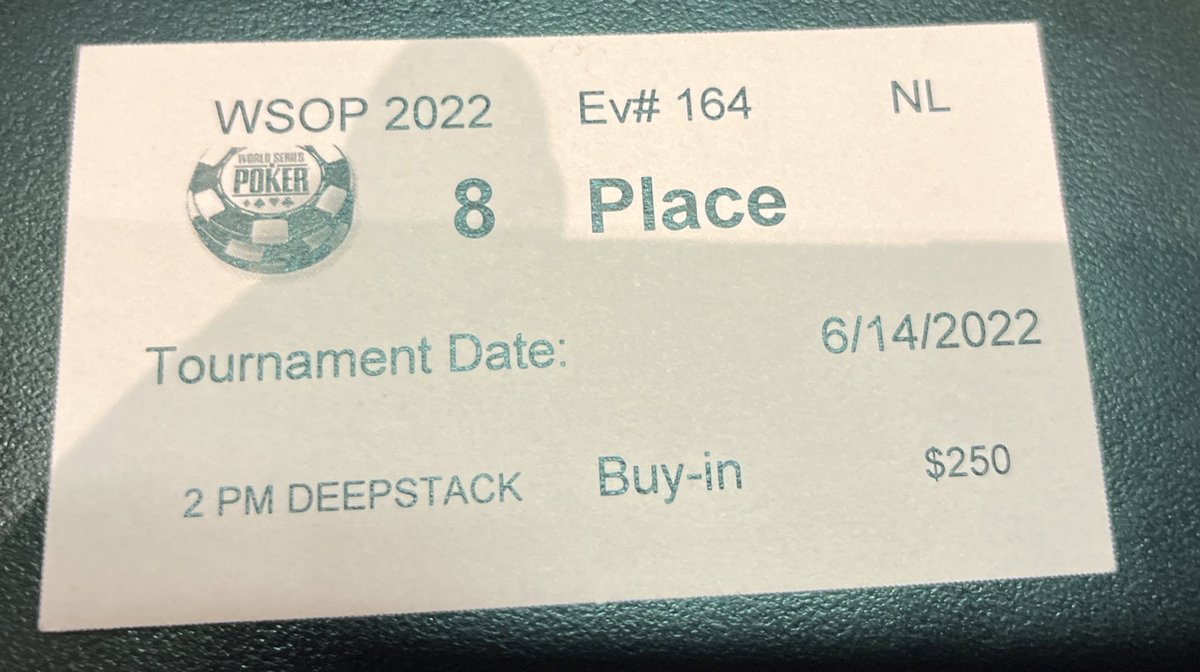 WSOP 2022 Ev# 164 NL
WORLD SERIES
POKER
8 Place
Tournament Date: 6/14/2022
2 PM DEEPSTACK Buy-in $250